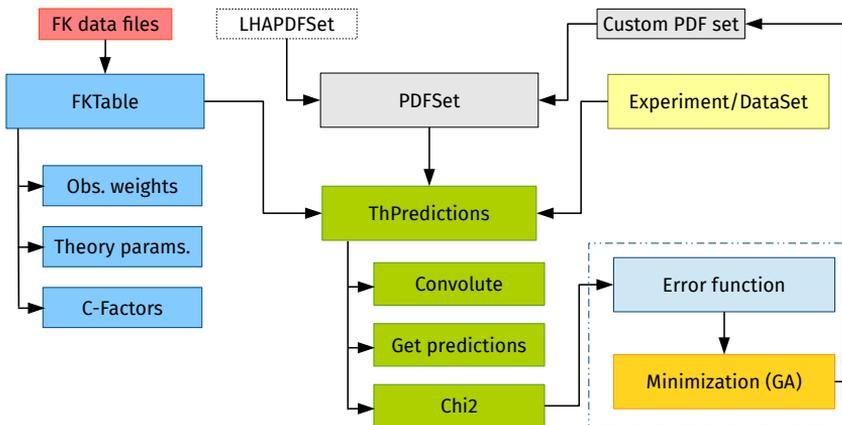 FK data files
LHAPDFSet
Custom PDF set
FKTable
PDFSet
Experiment/DataSet
Obs. weights
ThPredictions
Theory params.
Convolute
Error function
C-Factors
Get predictions
Minimization (GA)
Chi2